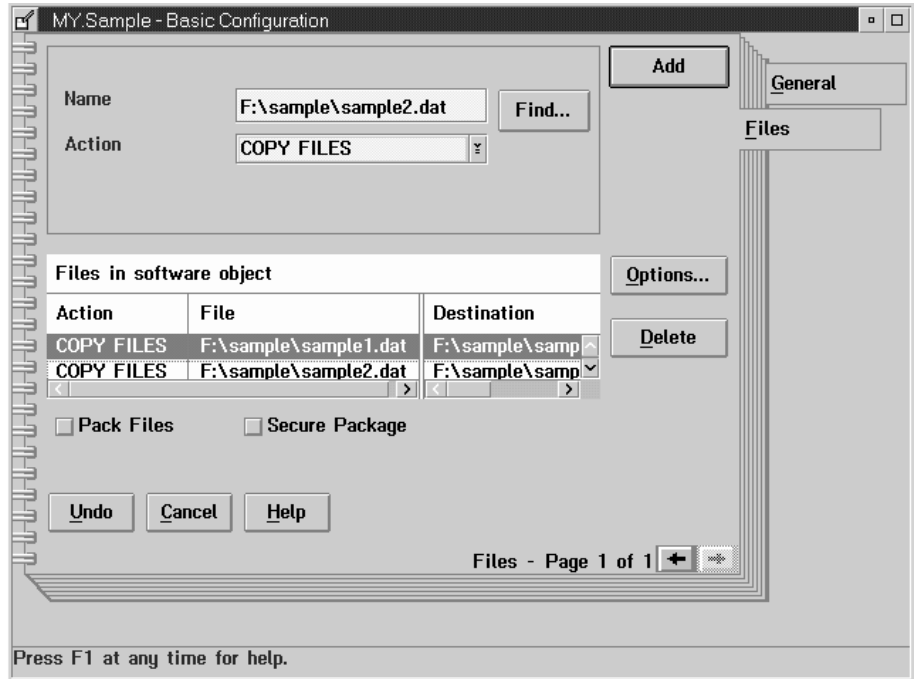 MY.Sample - Basic Configuration
Add
General
Name
F:\sample\sample2.dat
Find...
Files
Action
COPY FILES
Files in software object
Options...
Action File Destination
COPY FILES F:\sample\sample1.dat F:\sample\samp
Delete
COPY FILES F:\sample\sample2.dat F:\sample\samp
Pack Files Secure Package
Undo Cancel Help
Files - Page 1 of 1
Press F1 at any time for help.